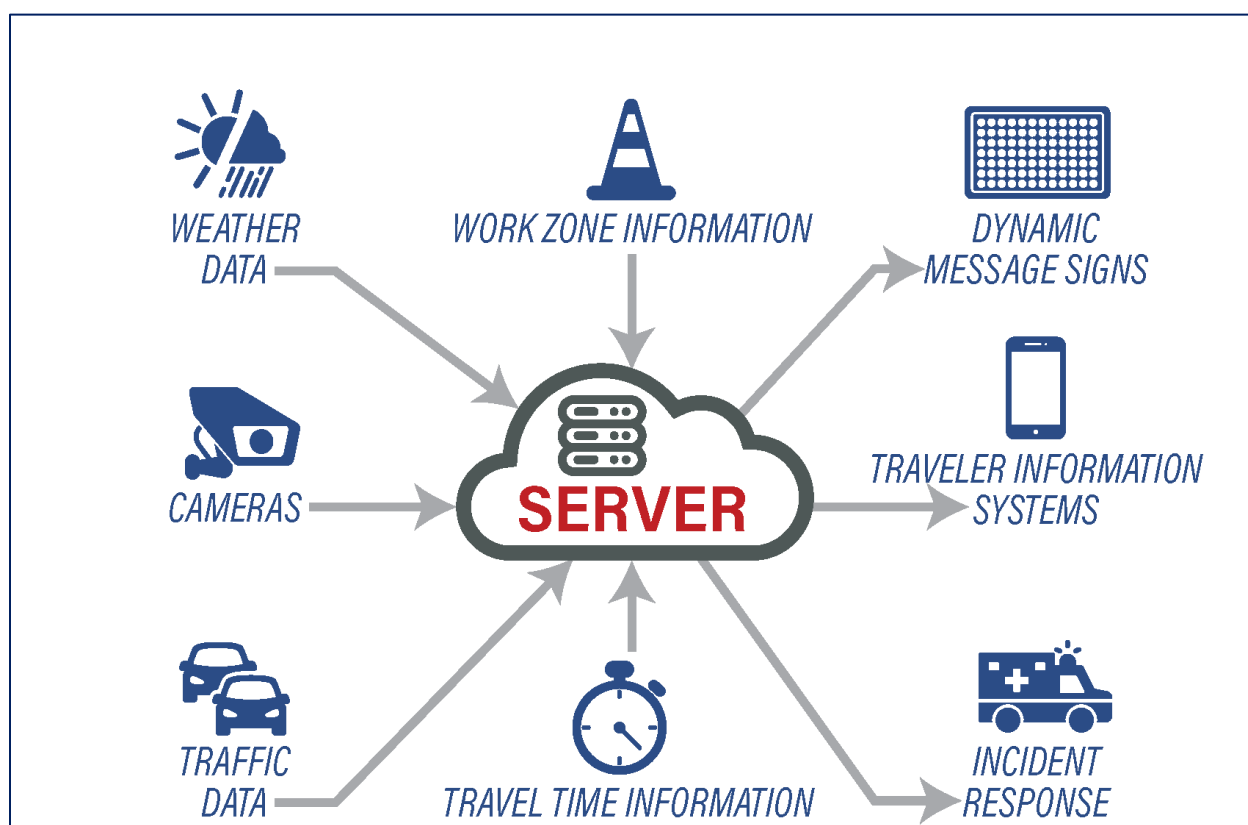 WEATHER
DATA
WORK ZONE INFORMATION
DYNAMIC
MESSAGE SIGNS
CAMERAS
SERVER
TRAVELER INFORMATION
SYSTEMS
TRAFFIC
DATA
TRAVEL TIME INFORMATION
INCIDENT
RESPONSE